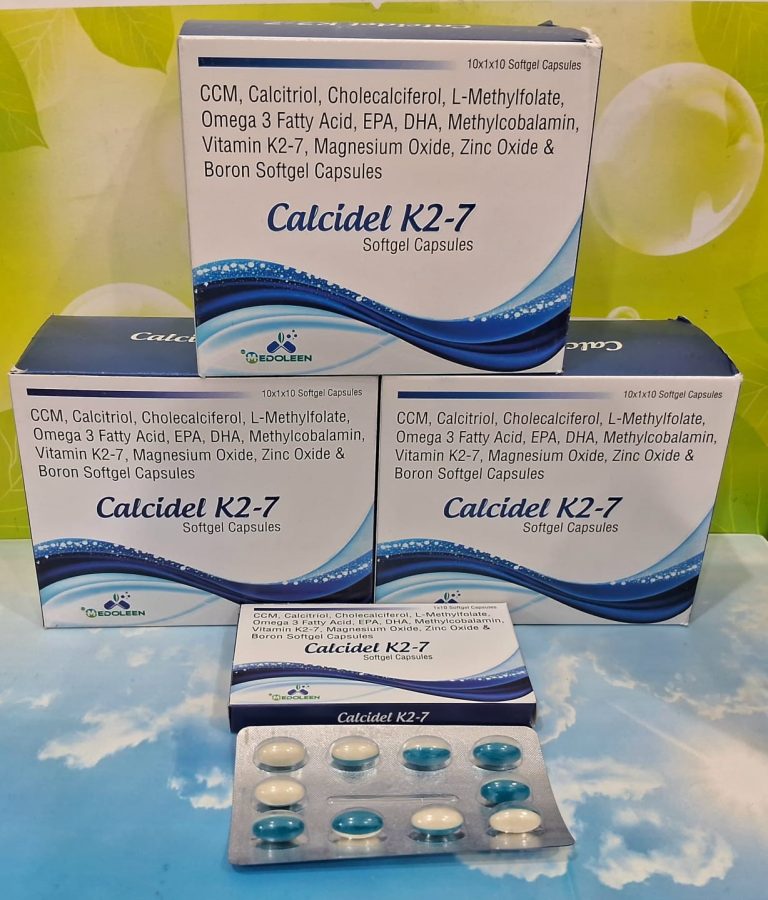 10x1x10 Softgel Capsules
CCM, Calcitriol, Cholecalciferol, L-Methylfolate,
Omega 3 Fatty Acid, EPA, DHA, Methylcobalamin,
Vitamin K2-7, Magnesium Oxide, Zinc Oxide &
Boron Softgel Capsules
Calcidel K2-7
Softgel Capsules
MEDOLEEN
10x1x10 Softgel Capsules
CCM, Calcitriol, Cholecalciferol, L-Methylfolate,
Omega 3 Fatty Acid, EPA, DHA, Methylcobalamin,
Vitamin K2-7, Magnesium Oxide, Zinc Oxide &
Boron Softgel Capsules
Calcidel K2-7
Softgel Capsules
MEDOLEEN
10x1x10 Softgel Capsules
CCM, Calcitriol, Cholecalciferol, L-Methylfolate,
Omega 3 Fatty Acid, EPA, DHA, Methylcobalamin,
Vitamin K2-7, Magnesium Oxide, Zinc Oxide &
Boron Softgel Capsules
Calcidel K2-7
Softgel Capsules
MEDOLEEN
1x10 Softgel Capsules
CCM, Calcitriol, Cholecalciferol, L-Methylfolate,
Omega 3 Fatty Acid, EPA, DHA, Methylcobalamin,
Vitamin K2-7, Magnesium Oxide, Zinc Oxide &
Boron Softgel Capsules
Calcidel K2-7
Softgel Capsules
MEDOLEEN
Calcidel K2-7